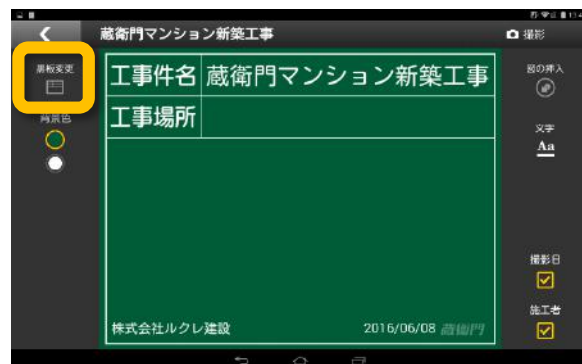 蔵衛門マンション新築工事
撮影
黒板変更
背景色
工事件名 蔵衛門マンション新築工事
工事場所
図の挿入
文字
Aa
撮影日
施工者
株式会社ルクレ建設 2016/06/08 蔵衛門